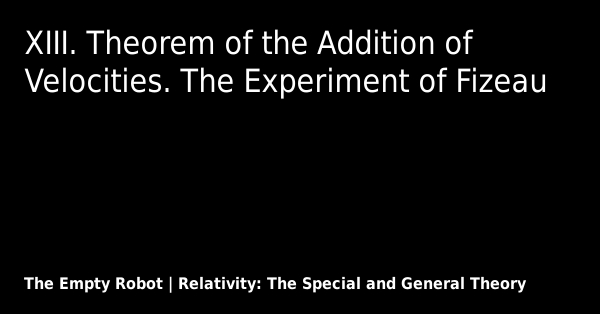 XIII. Theorem of the Addition of
Velocities. The Experiment of Fizeau
The Empty Robot | Relativity: The Special and General Theory